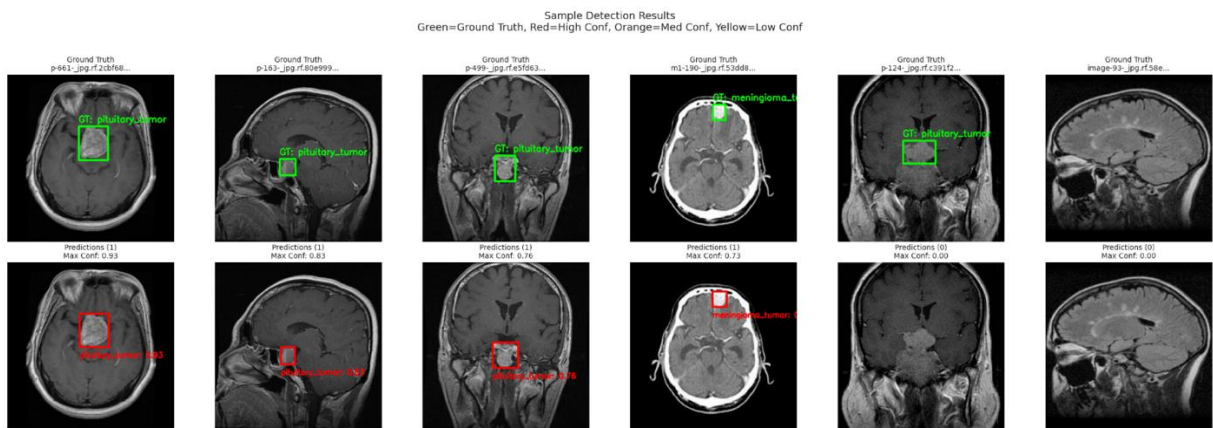 Sample Detection Results
Green=Ground Truth, Red=High Conf, Orange=Med Conf, Yellow=Low Conf
Ground Truth
p-661-_jpg.rf.2cbf68...
Ground Truth
p-163-_jpg.rf.80e999...
Ground Truth
p-499-_jpg.rf.e5fd63...
Ground Truth
m1-190-_jpg.rf.53dd8...
Ground Truth
p-124-_jpg.rf.c391f2...
Ground Truth
image-93-_jpg.rf.58e...
GT: pituitary_tumor
GT: pituitary_tumor
GT: pituitary_tumor
GT: meningioma_tu
GT: pituitary_tumor
Predictions (1)
Max Conf: 0.93
Predictions (1)
Max Conf: 0.83
Predictions (1)
Max Conf: 0.76
Predictions (1)
Max Conf: 0.73
Predictions (0)
Max Conf: 0.00
Predictions (0)
Max Conf: 0.00
pituitary_tumor: 0.93
pituitary_tumor: 0.83
pituitary_tumor: 0.76
meningioma_tumor: 0